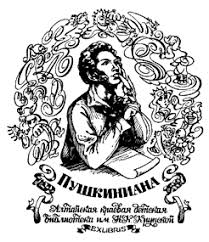 ПУШКИНИАНА
Алтайская краевая детская
библиотека им. Н.К. Крупской
EXLIBRIS